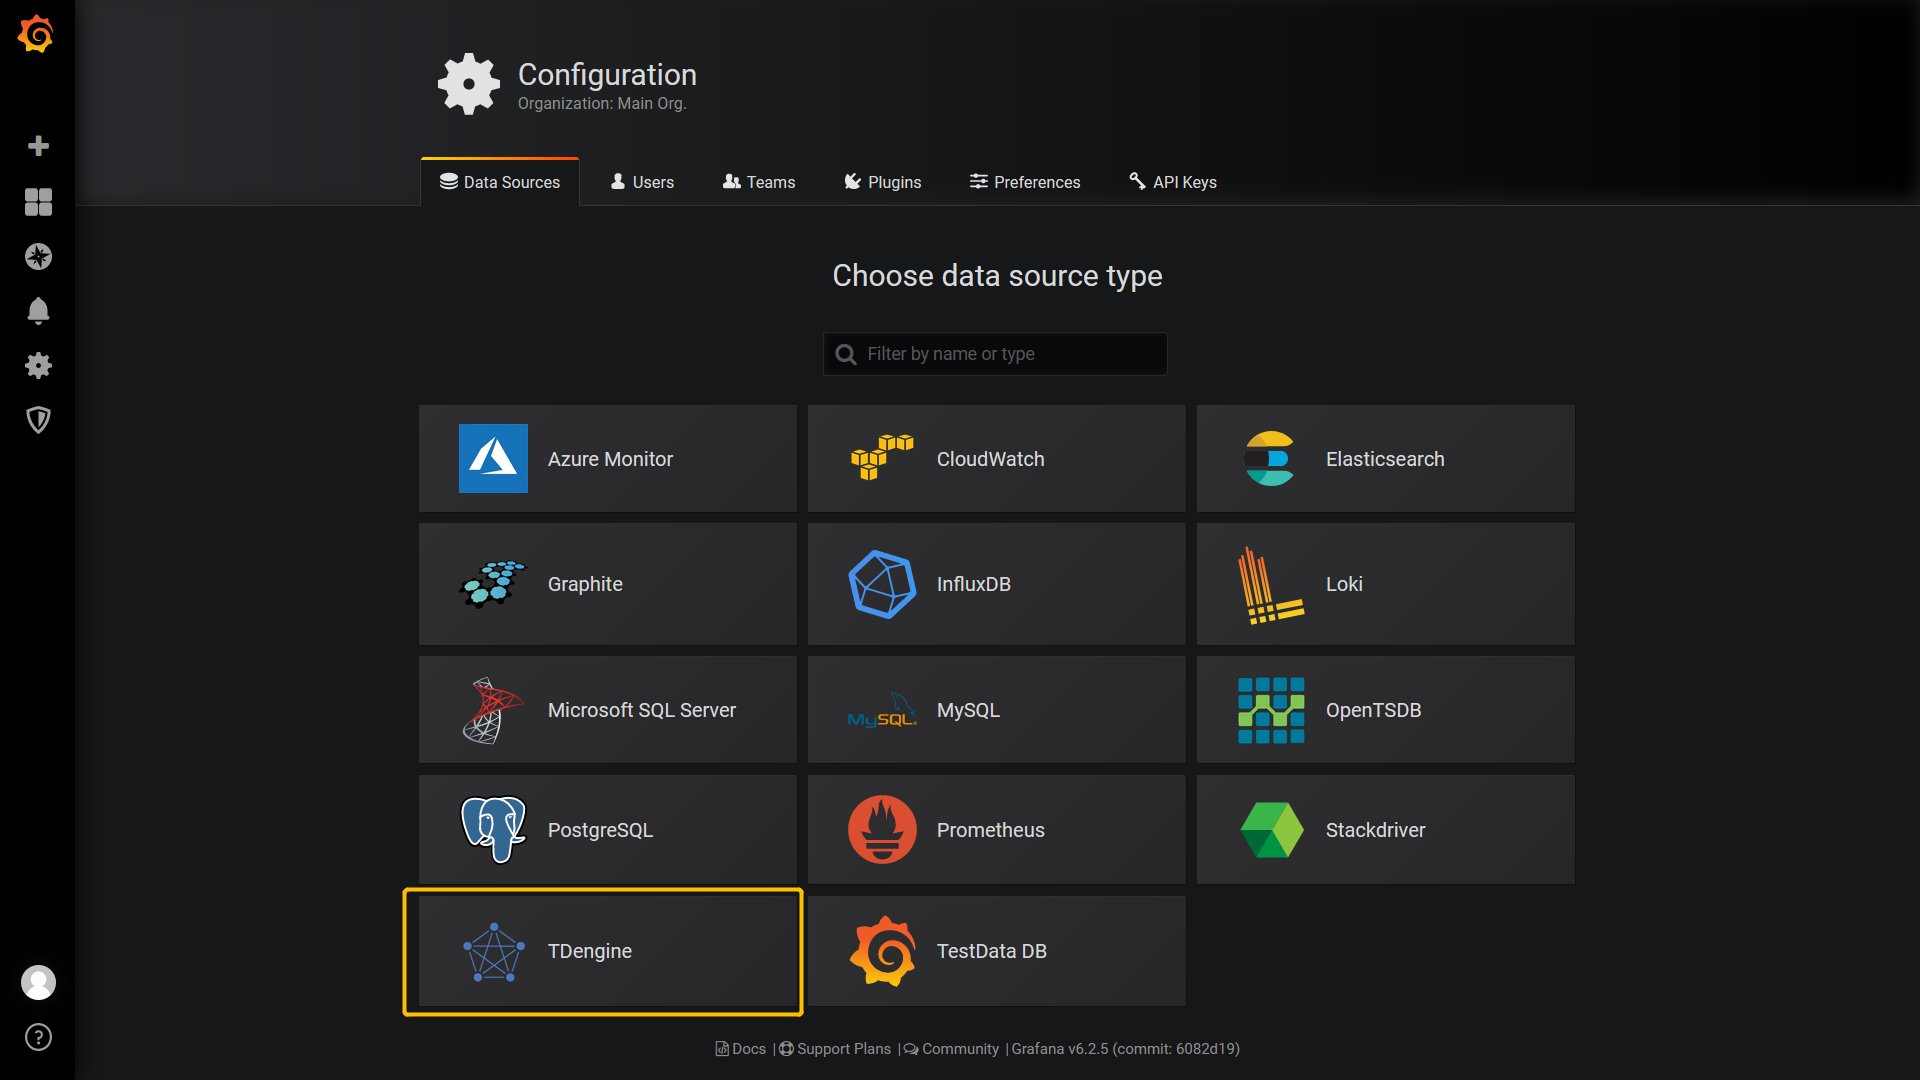 Configuration
Organization: Main Org.
Data Sources Users Teams Plugins Preferences API Keys
Choose data source type
Filter by name or type
Azure Monitor CloudWatch Elasticsearch
Graphite InfluxDB Loki
Microsoft SQL Server MySQL MySQL OpenTSDB
PostgreSQL Prometheus Stackdriver
TDengine TestData DB
Docs | Support Plans | Community | Grafana v6.2.5 (commit: 6082d19)